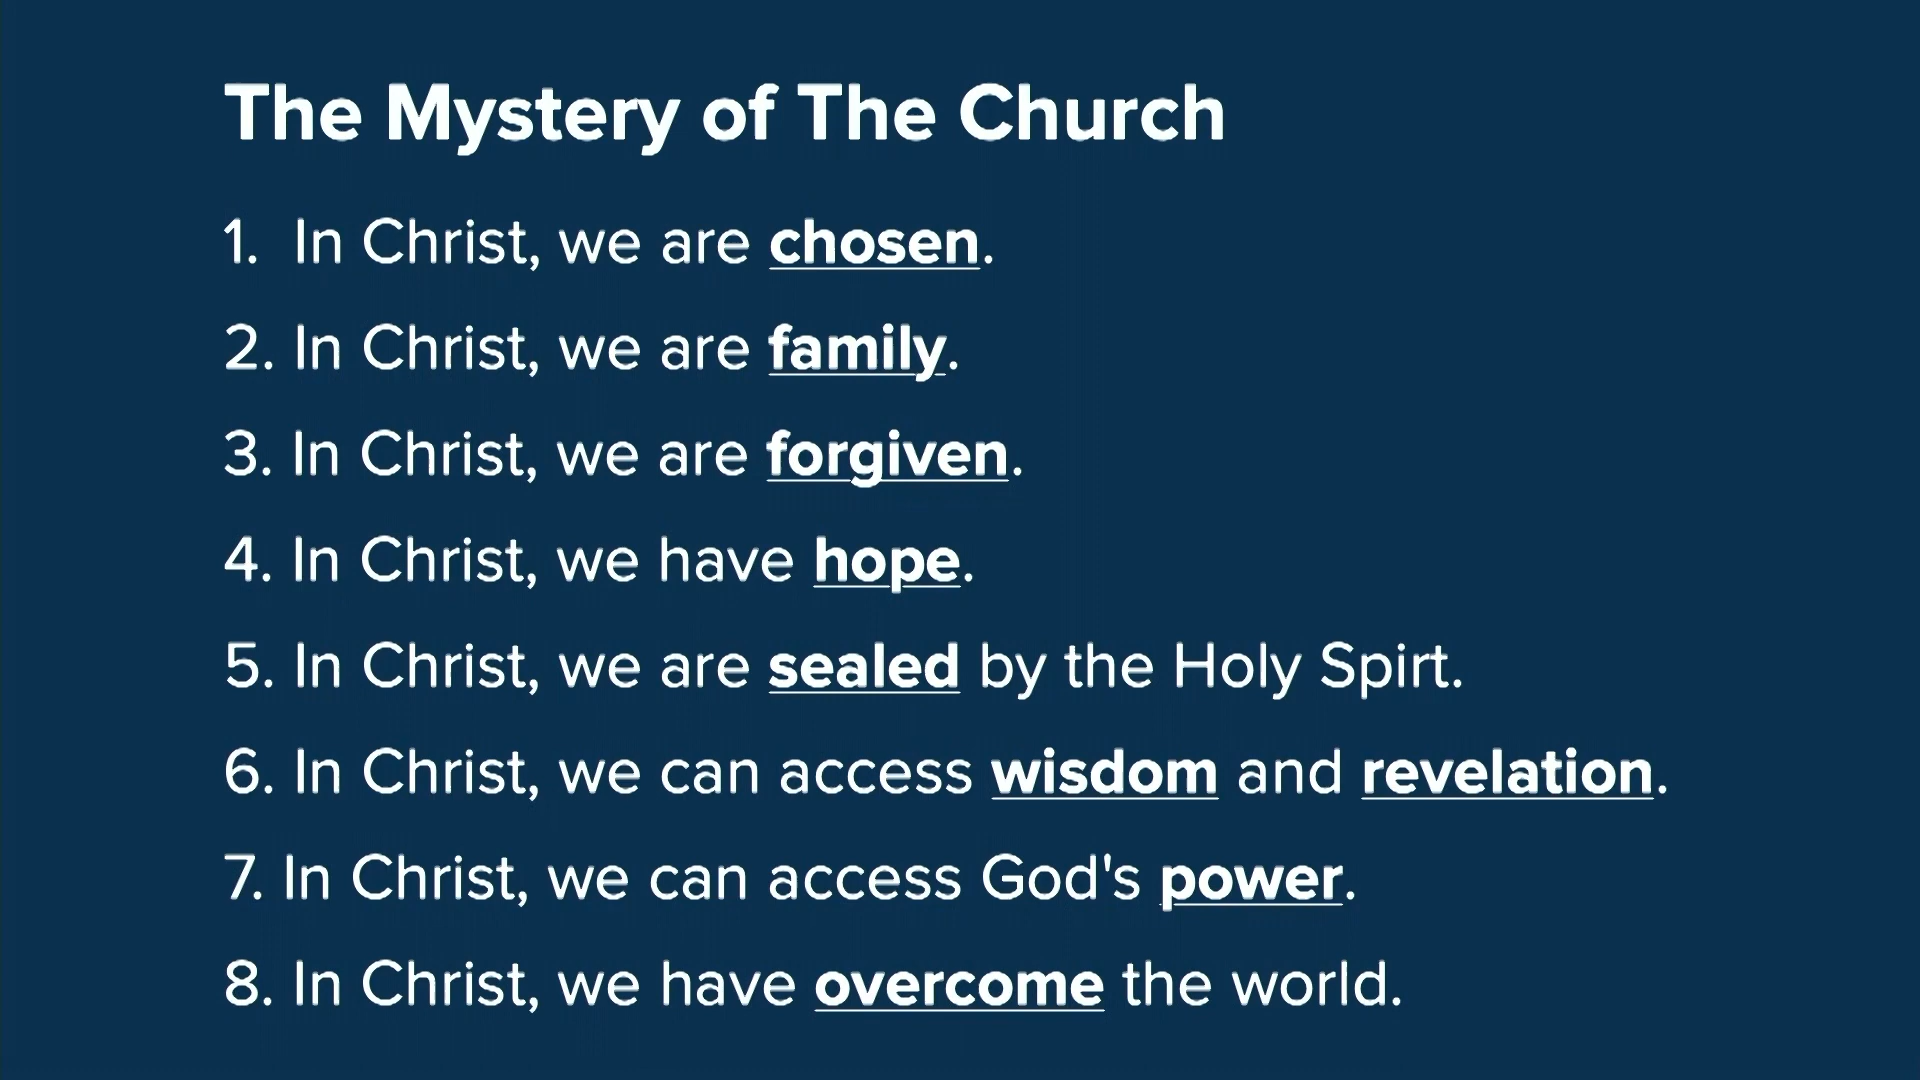 The Mystery of The Church
1. In Christ, we are chosen.
2. In Christ, we are family.
3. In Christ, we are forgiven.
4. In Christ, we have hope.
5. In Christ, we are sealed by the Holy Spirt.
6. In Christ, we can access wisdom and revelation.
7. In Christ, we can access God's power.
8. In Christ, we have overcome the world.